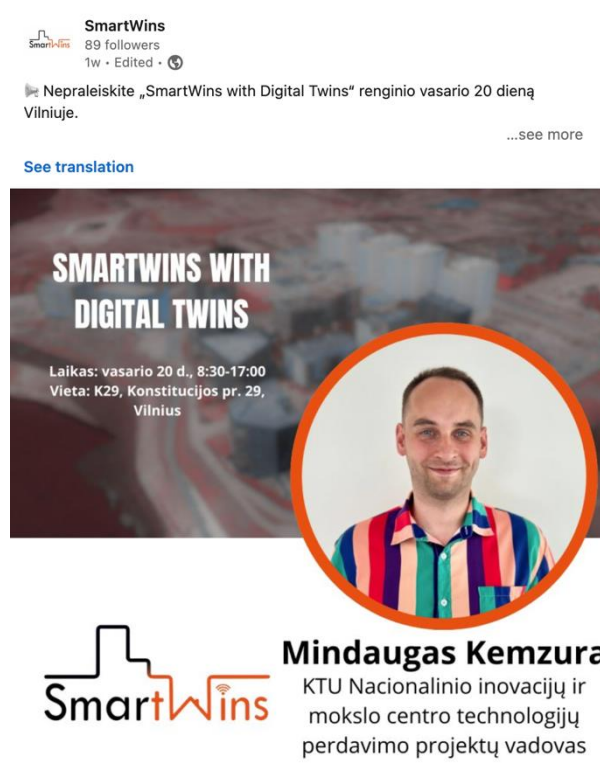 SmartWins
SmartWins
89 followers
1w • Edited •
Nepraleiskite „SmartWins with Digital Twins“ renginio vasario 20 dieną
Vilniuje.
...see more
See translation
SMARTWINS WITH
DIGITAL TWINS
Laikas: vasario 20 d., 8:30-17:00
Vieta: K29, Konstitucijos pr. 29,
Vilnius
SmartWins
Mindaugas Kemzura
KTU Nacionalinio inovacijų ir
mokslo centro technologijų
perdavimo projektų vadovas